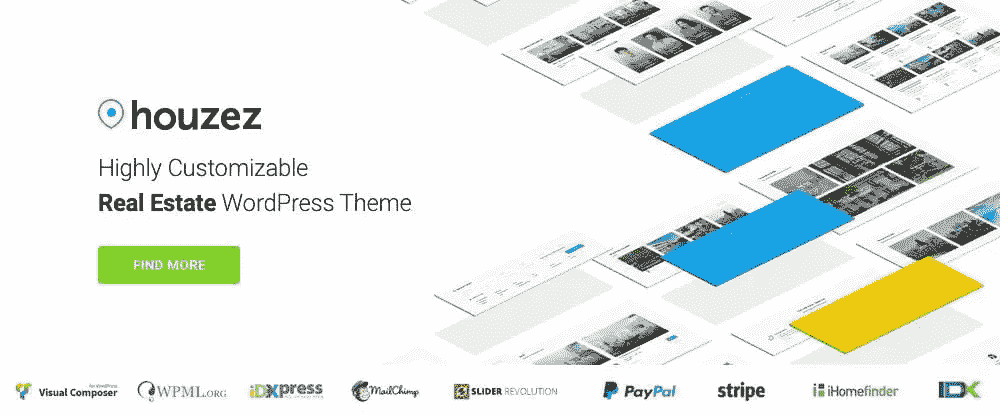 houzez
Highly Customizable
Real Estate WordPress Theme
FIND MORE
for WordPress
Visual Composer
WPML.ORG
iDXpress
MailChimp
SLIDER REVOLUTION
PayPal
stripe
iHomefinder
IDX